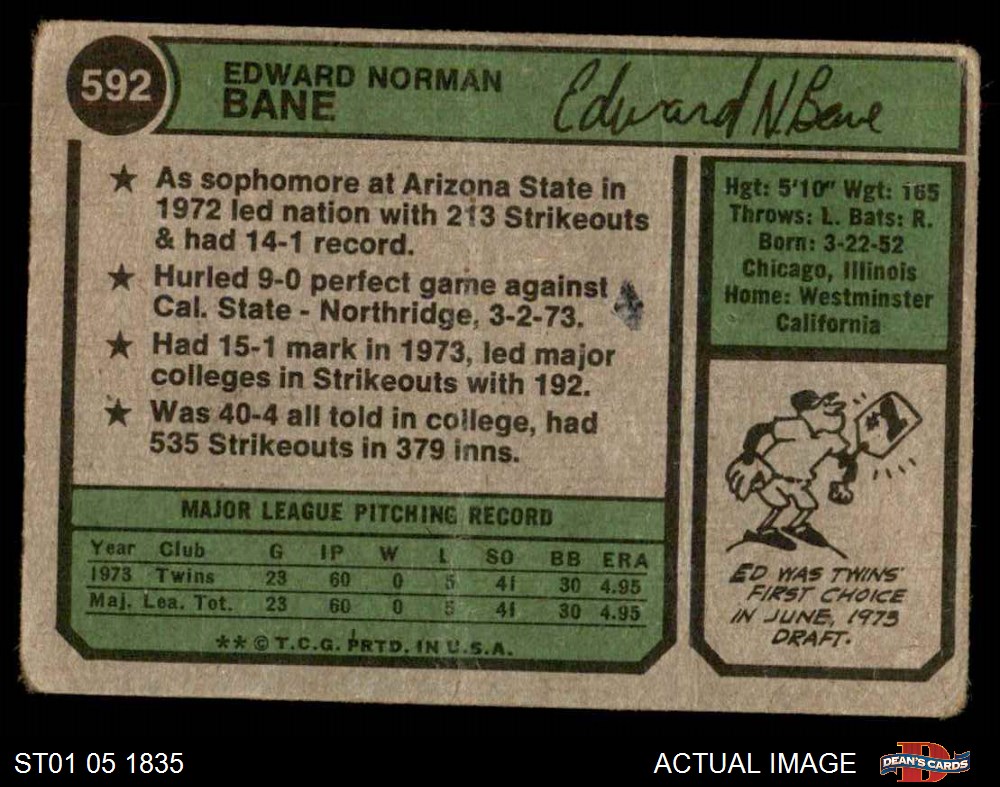 592
EDWARD NORMAN
BANE
Edward N. Bane
★ As sophomore at Arizona State in
1972 led nation with 213 Strikeouts
& had 14-1 record.
★ Hurled 9-0 perfect game against
Cal. State - Northridge, 3-2-73.
★ Had 15-1 mark in 1973, led major
colleges in Strikeouts with 192.
★ Was 40-4 all told in college, had
535 Strikeouts in 379 inns.
MAJOR LEAGUE PITCHING RECORD
Year Club G IP W L SO BB ERA
1973 Twins 23 60 0 5 41 30 4.95
Maj. Lea. Tot. 23 60 0 5 41 30 4.95
** © T.C.G. PRTD. IN U.S.A.
Hgt: 5'10" Wgt: 165
Throws: L. Bats: R.
Born: 3-22-52
Chicago, Illinois
Home: Westminster
California
#1
ED WAS TWINS'
FIRST CHOICE
IN JUNE, 1973
DRAFT.
ST01 05 1835
ACTUAL IMAGE
D
DEAN'S CARDS